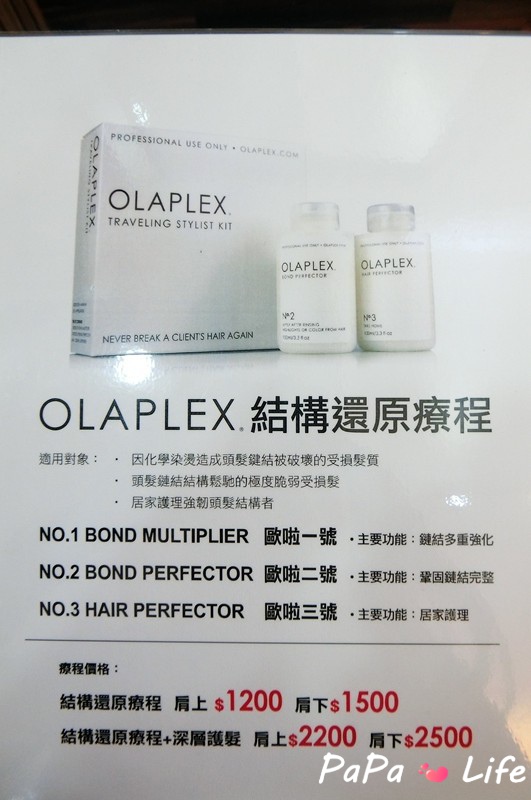 PROFESSIONAL USE ONLY • OLAPLEX.COM
OLAPLEX
OLAPLEX.
TRAVELING STYLIST KIT
NEVER BREAK A CLIENT'S HAIR AGAIN
OLAPLEX.
BOND PERFECTOR
Nº2
OLAPLEX.
HAIR PERFECTOR
Nº3
OLAPLEX®結構還原療程
適用對象： • 因化學染燙造成頭髮鍵結被破壞的受損髮質
• 頭髮鏈結結構鬆馳的極度脆弱受損髮
• 居家護理強韌頭髮結構者
NO.1 BOND MULTIPLIER 歐啦一號 •主要功能：鏈結多重強化
NO.2 BOND PERFECTOR 歐啦二號 •主要功能：鞏固鏈結完整
NO.3 HAIR PERFECTOR 歐啦三號 •主要功能：居家護理
療程價格：
結構還原療程 肩上 $1200 肩下$1500
結構還原療程+深層護髮 肩上$2200 肩下$2500
PaPa Life